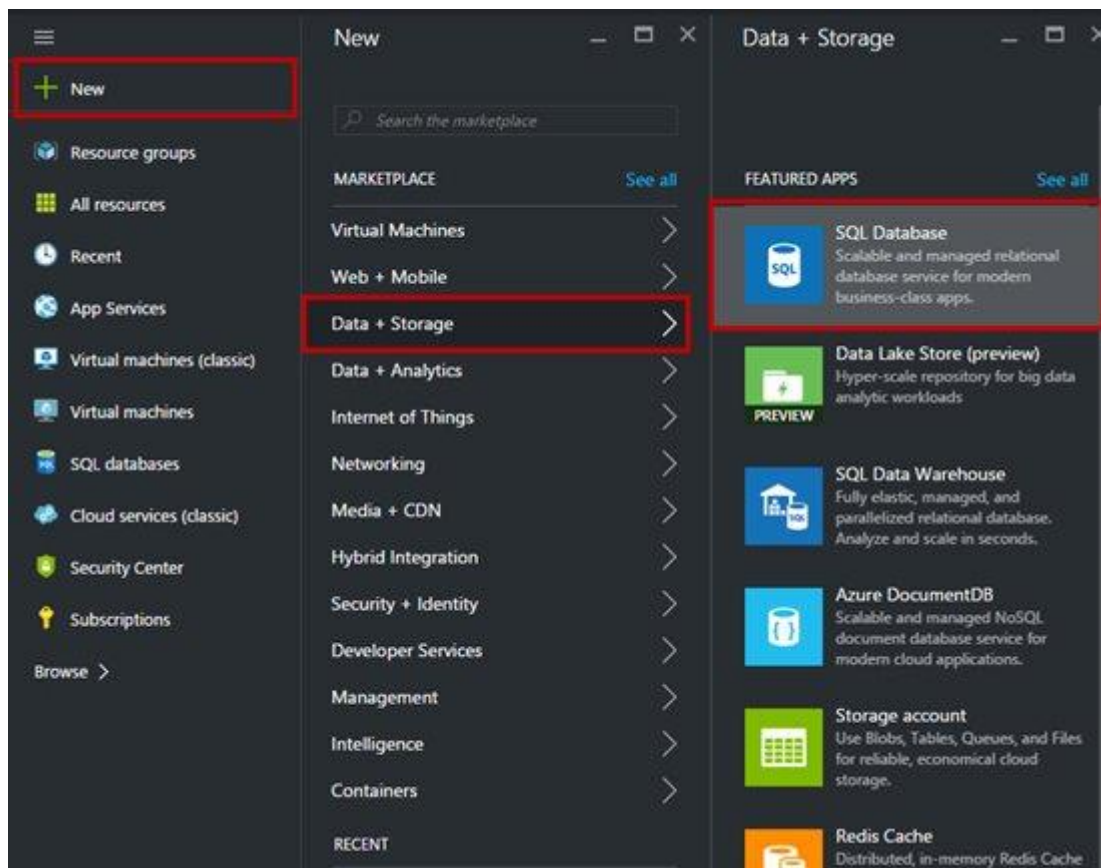 New
Resource groups
All resources
Recent
App Services
Virtual machines (classic)
Virtual machines
SQL databases
Cloud services (classic)
Security Center
Subscriptions
Browse >
New
Search the marketplace
MARKETPLACE
See all
Virtual Machines
Web + Mobile
Data + Storage
Data + Analytics
Internet of Things
Networking
Media + CDN
Hybrid Integration
Security + Identity
Developer Services
Management
Intelligence
Containers
RECENT
Data + Storage
FEATURED APPS
See all
SQL
SQL Database
Scalable and managed relational
database service for modern
business-class apps.
PREVIEW
Data Lake Store (preview)
Hyper-scale repository for big data
analytic workloads
SQL
SQL Data Warehouse
Fully elastic, managed, and
parallelized relational database.
Analyze and scale in seconds.
Azure DocumentDB
Scalable and managed NoSQL
document database service for
modern cloud applications.
Storage account
Use Blobs, Tables, Queues, and Files
for reliable, economical cloud
storage.
Redis Cache
Distributed, in-memory Redis Cache